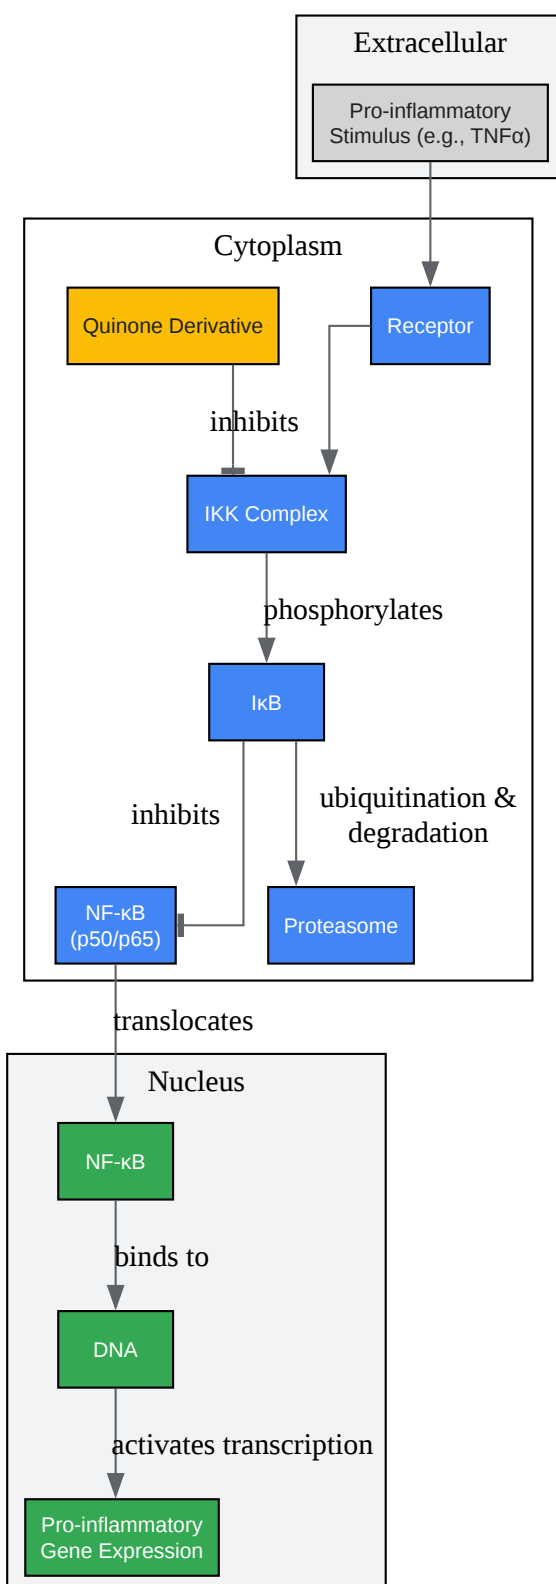 Extracellular
Pro-inflammatory
Stimulus (e.g., TNFα)
Cytoplasm
Quinone Derivative
Receptor
inhibits
IKK Complex
phosphorylates
IκB
inhibits
ubiquitination &
degradation
NF-κB
(p50/p65)
Proteasome
translocates
Nucleus
NF-κB
binds to
DNA
activates transcription
Pro-inflammatory
Gene Expression